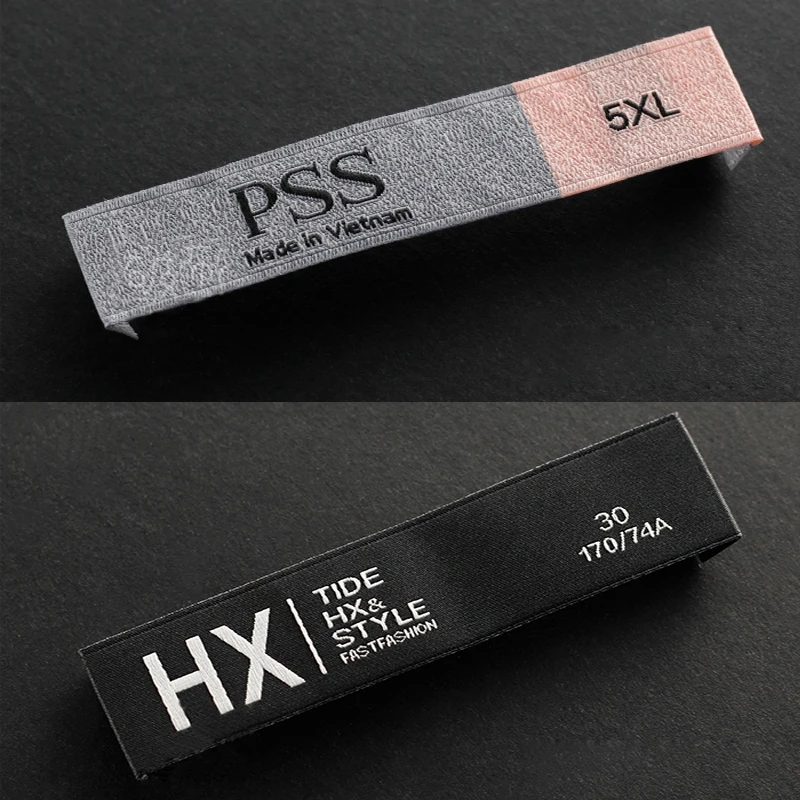 PSS
Made in Vietnam
5XL
HX
TIDE
HX&
STYLE
FASTFASHION
30
170/74A